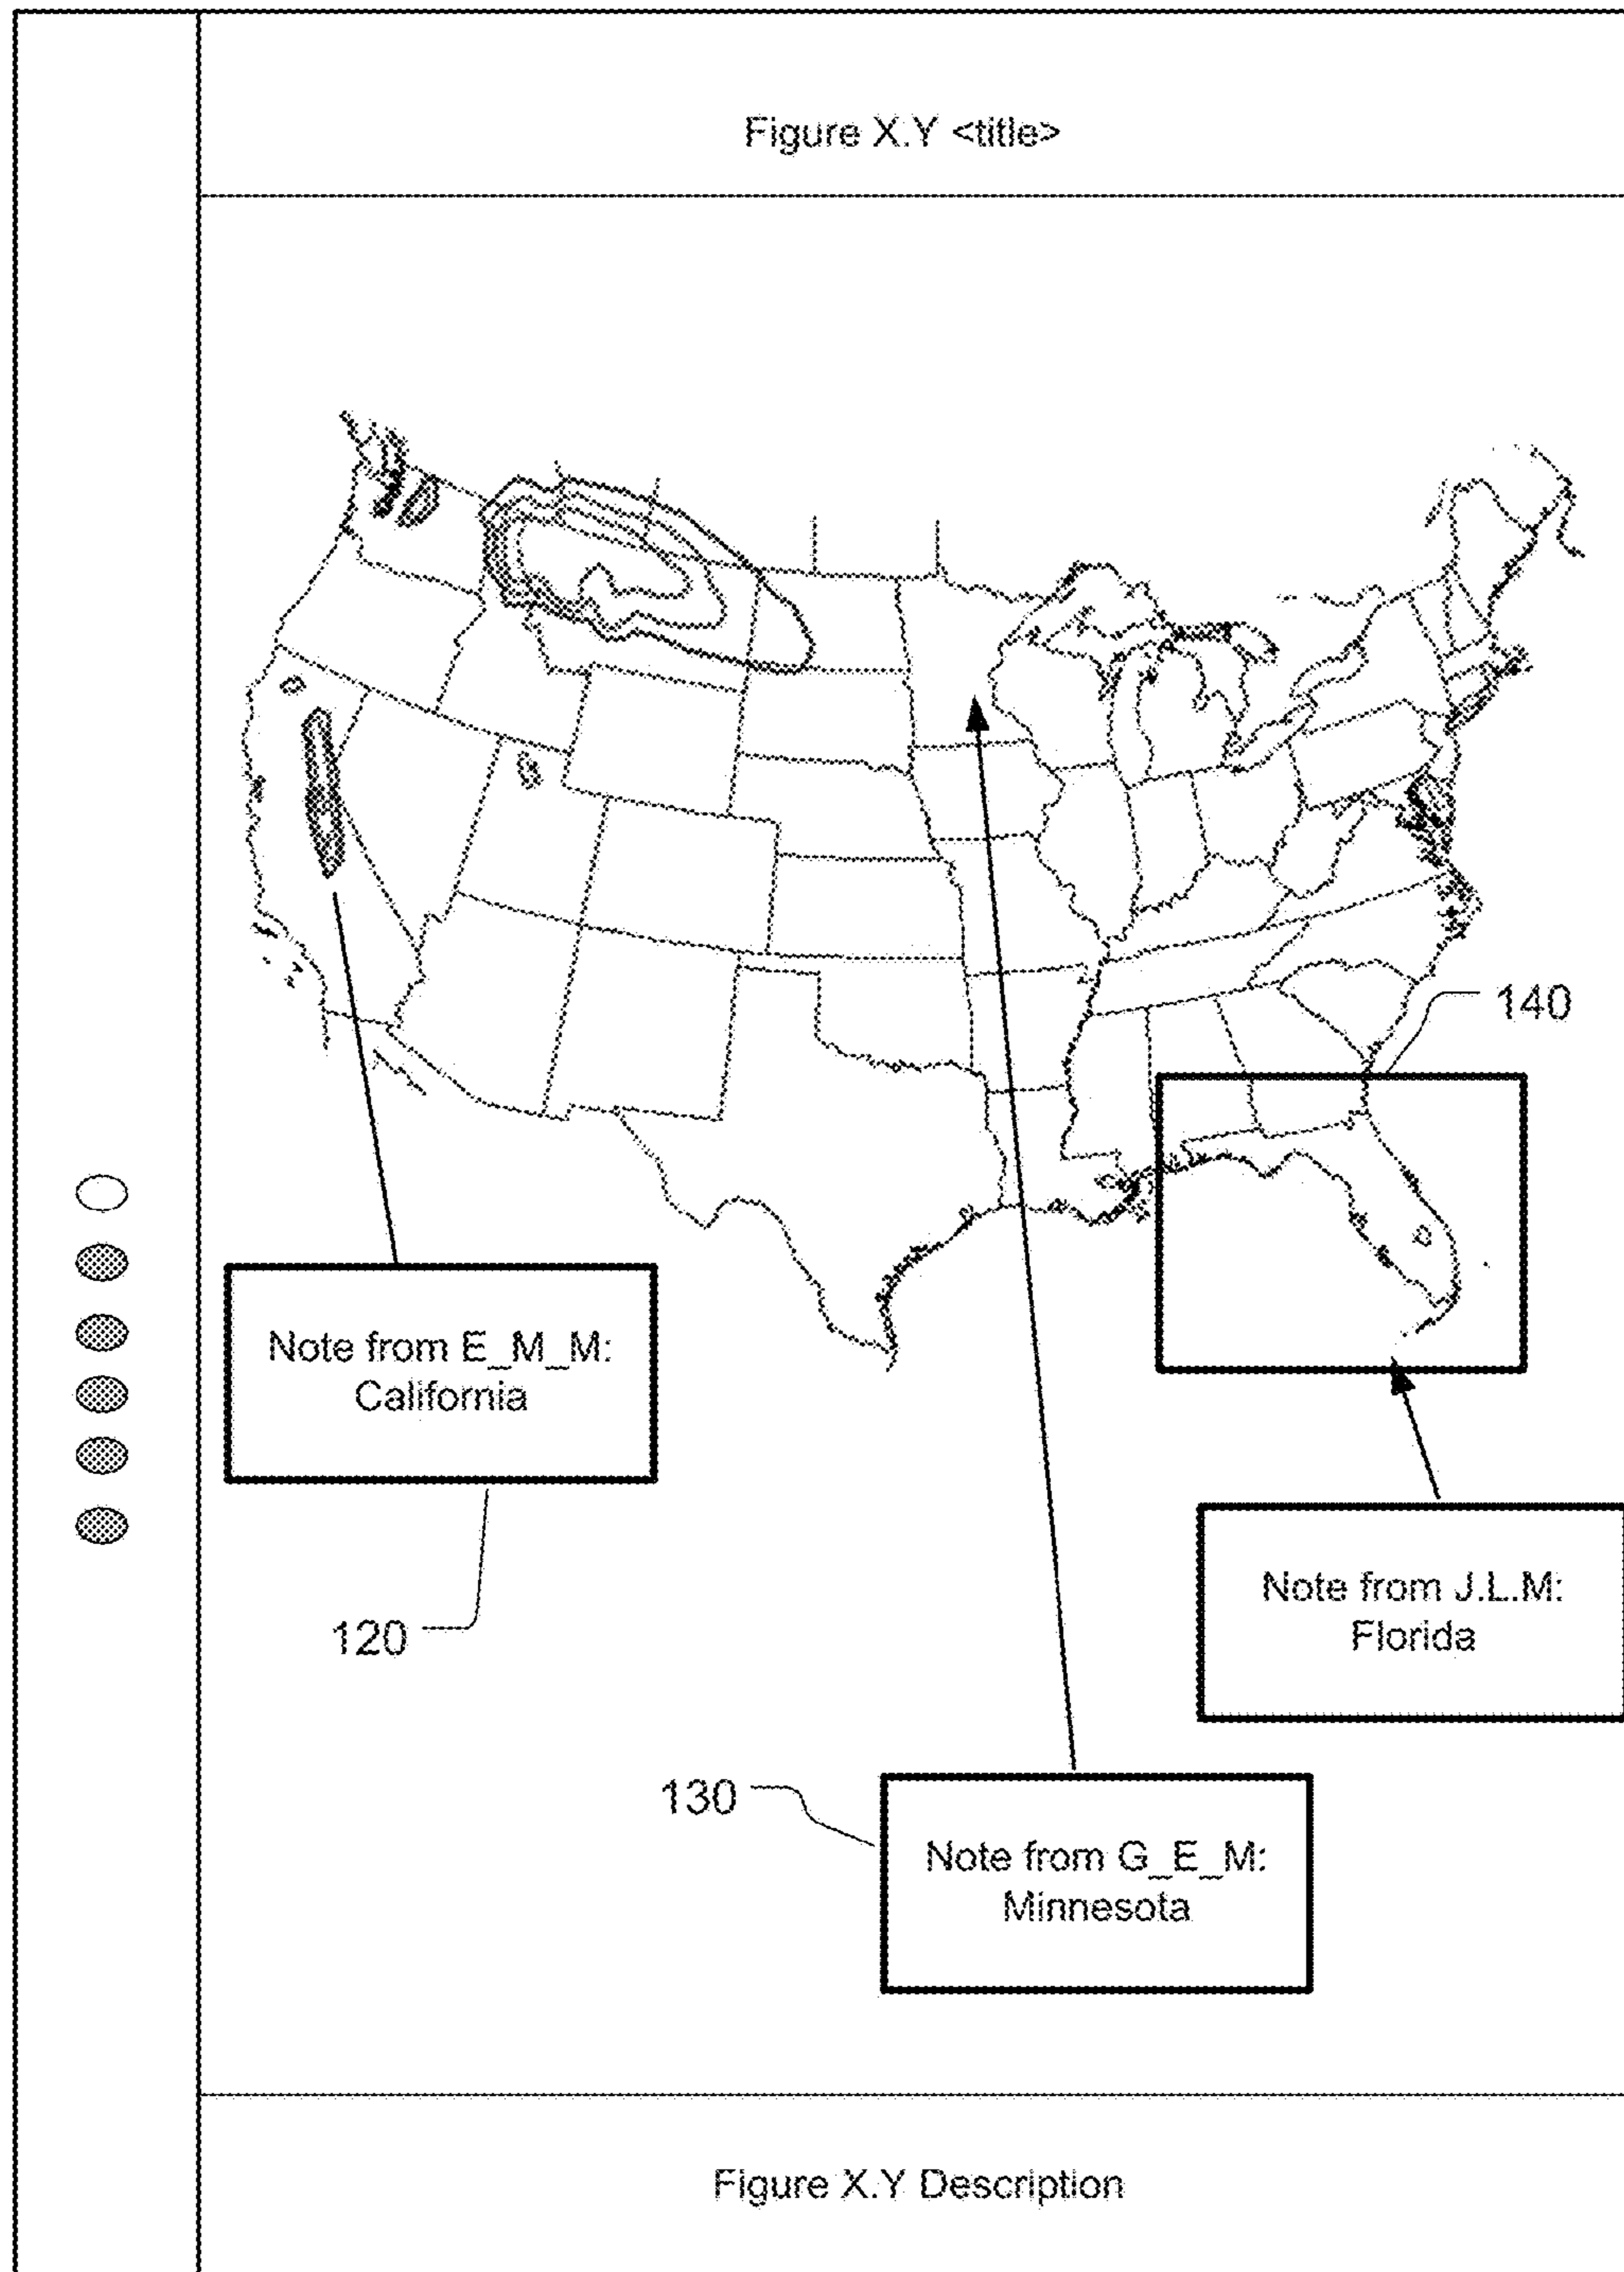 Figure X.Y <title>
140
Note from E_M_M:
California
120
Note from J.L.M:
Florida
130
Note from G_E_M:
Minnesota
Figure X.Y Description